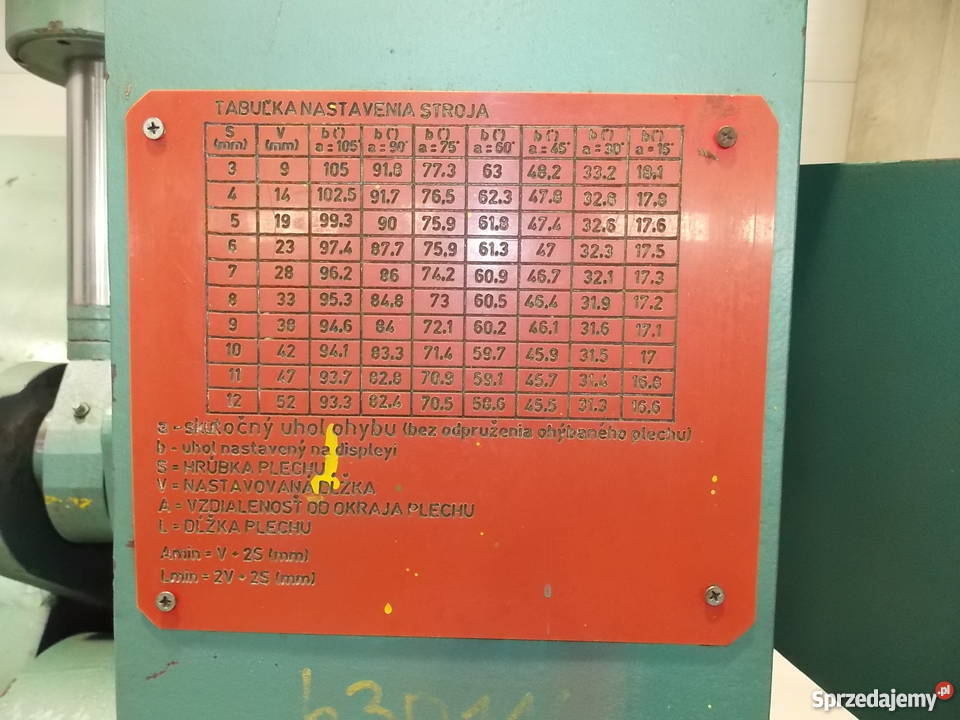 TABUĽKA NASTAVENIA STROJA
S (mm) V (mm) b (°) a = 105° b (°) a = 90° b (°) a = 75° b (°) a = 60° b (°) a = 45° b (°) a = 30° b (°) a = 15°
3 9 105 91.8 77.3 63 48,2 33.2 18.1
4 14 102.5 91.7 76,5 62.3 47.8 32.8 17.8
5 19 99.3 90 75.9 61.8 47.4 32.6 17.6
6 23 97.4 87.7 75,9 61.3 47 32.3 17.5
7 28 96.2 86 74.2 60.9 46.7 32.1 17.3
8 33 95.3 84.8 73 60.5 46.4 31.9 17.2
9 38 94.6 84 72.1 60.2 46.1 31.6 17.1
10 42 94.1 83.3 71.4 59.7 45.9 31.5 17
11 47 93.7 82.8 70.9 59.1 45.7 31.4 16.8
12 52 93.3 82.4 70.5 58.6 45.5 31.3 16.6
a - skutočný uhol ohybu (bez odpruženia ohýbaného plechu)
b - uhol nastavený na displeyi
S = HRÚBKA PLECHU
V = NASTAVOVANÁ DĹŽKA
A = VZDIALENOSŤ OD OKRAJA PLECHU
L = DĹŽKA PLECHU
Amin = V + 2S (mm)
Lmin = 2V + 2S (mm)
Sprzedajemy.pl